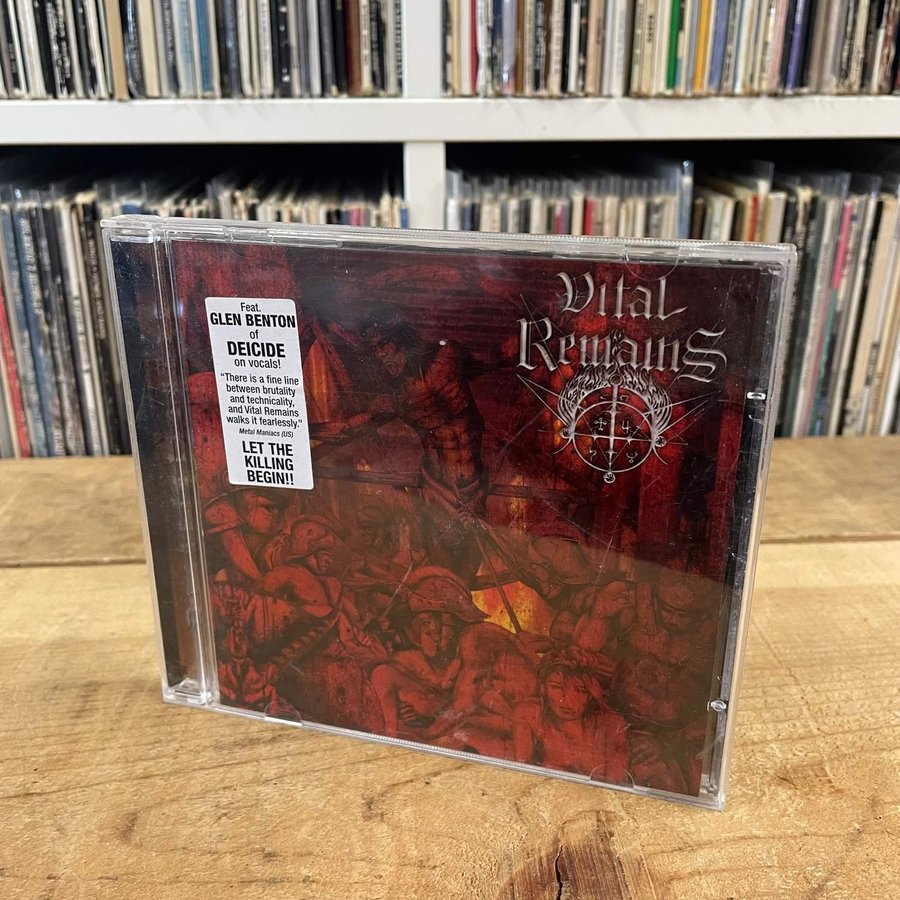 Feat.
GLEN BENTON
of
DEICIDE
on vocals!
“There is a fine line
between brutality
and technicality,
and Vital Remains
walks it fearlessly.”
Metal Maniacs (US)
LET THE
KILLING
BEGIN!!
Vital
Remains